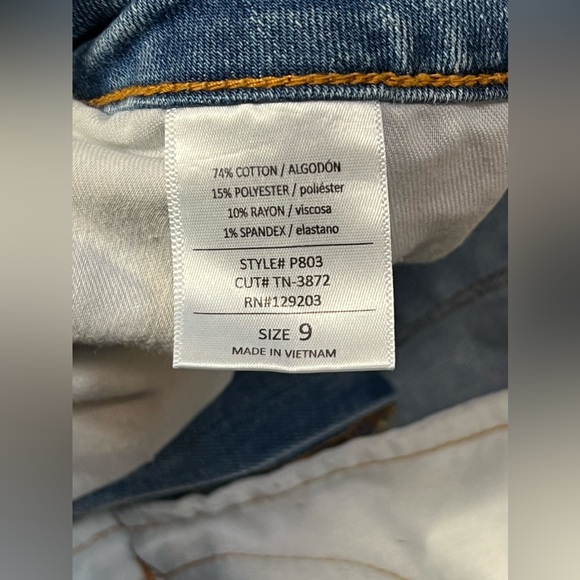 74% COTTON / ALGODÓN
15% POLYESTER / poliéster
10% RAYON / viscosa
1% SPANDEX / elastano
STYLE# P803
CUT# TN-3872
RN#129203
SIZE 9
MADE IN VIETNAM